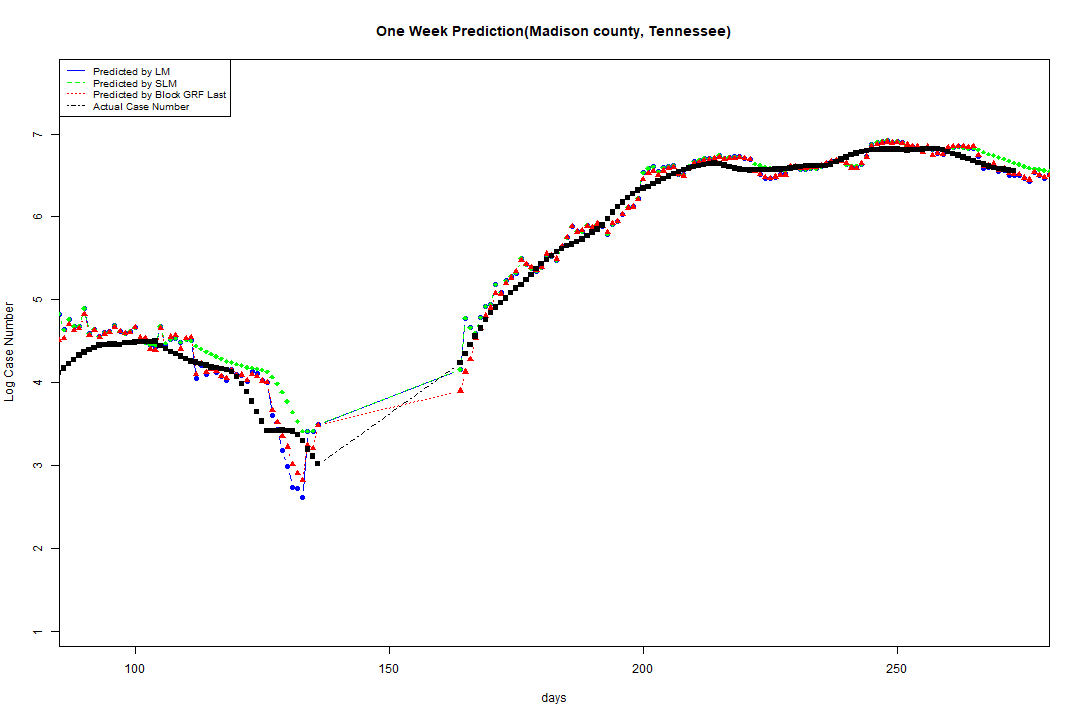 One Week Prediction(Madison county, Tennessee)
Predicted by LM
Predicted by SLM
Predicted by Block GRF Last
Actual Case Number
7
6
5
4
3
2
1
Log Case Number
100 150 200 250
days